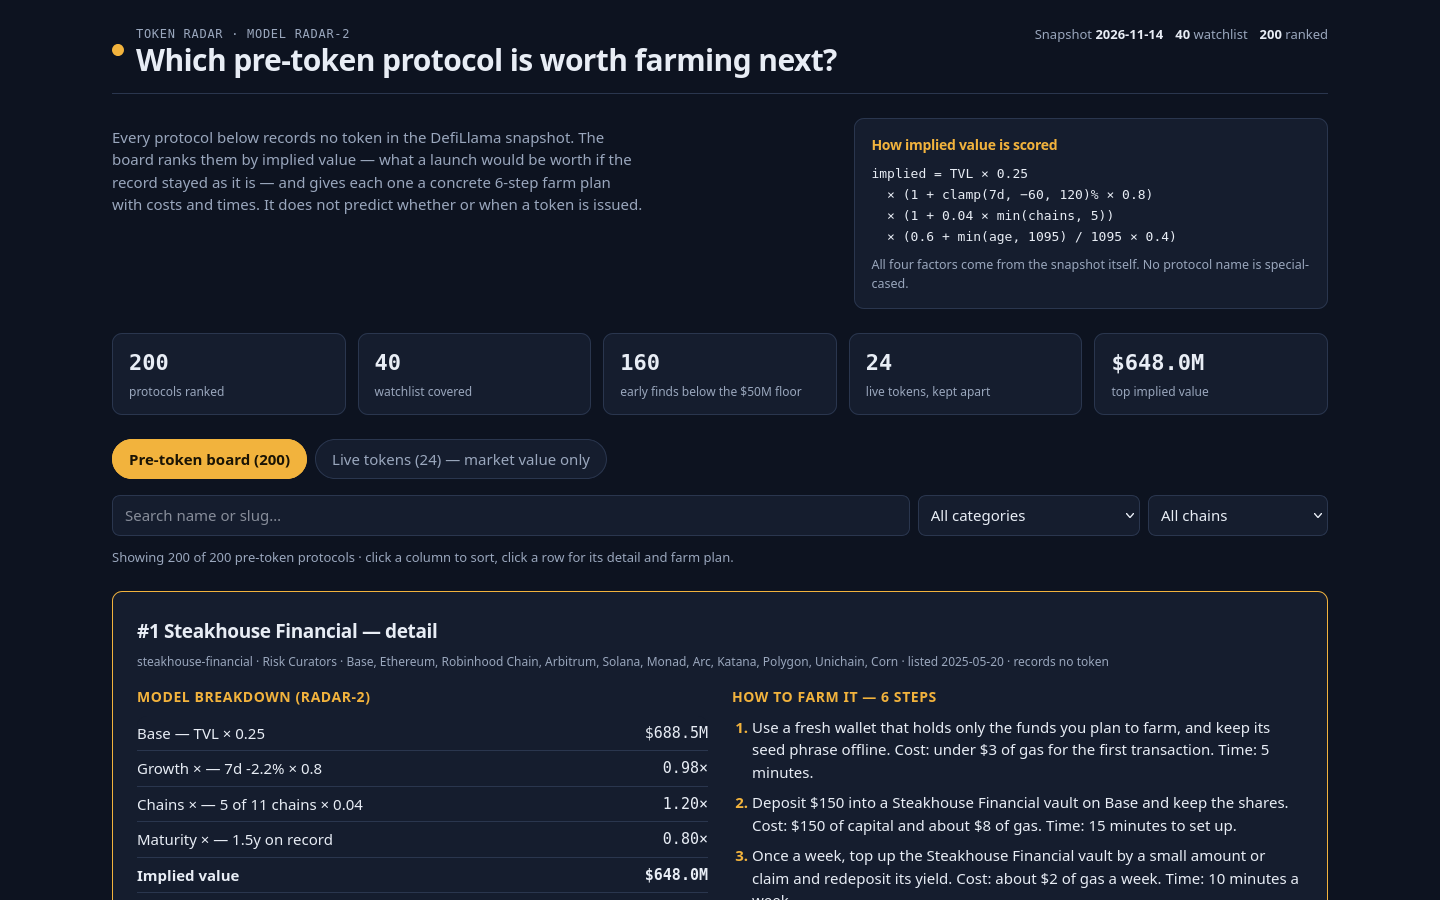 TOKEN RADAR · MODEL RADAR-2
Which pre-token protocol is worth farming next?
Snapshot 2026-11-14 40 watchlist 200 ranked
Every protocol below records no token in the DefiLlama snapshot. The
board ranks them by implied value — what a launch would be worth if the
record stayed as it is — and gives each one a concrete 6-step farm plan
with costs and times. It does not predict whether or when a token is issued.
How implied value is scored
implied = TVL × 0.25
× (1 + clamp(7d, −60, 120)% × 0.8)
× (1 + 0.04 × min(chains, 5))
× (0.6 + min(age, 1095) / 1095 × 0.4)
All four factors come from the snapshot itself. No protocol name is special-
cased.
200
protocols ranked
40
watchlist covered
160
early finds below the $50M floor
24
live tokens, kept apart
$648.0M
top implied value
Pre-token board (200)
Live tokens (24) — market value only
Search name or slug...
All categories
All chains
Showing 200 of 200 pre-token protocols · click a column to sort, click a row for its detail and farm plan.
#1 Steakhouse Financial — detail
steakhouse-financial · Risk Curators · Base, Ethereum, Robinhood Chain, Arbitrum, Solana, Monad, Arc, Katana, Polygon, Unichain, Corn · listed 2025-05-20 · records no token
MODEL BREAKDOWN (RADAR-2)
Base — TVL × 0.25 $688.5M
Growth × — 7d -2.2% × 0.8 0.98×
Chains × — 5 of 11 chains × 0.04 1.20×
Maturity × — 1.5y on record 0.80×
Implied value $648.0M
HOW TO FARM IT — 6 STEPS
1. Use a fresh wallet that holds only the funds you plan to farm, and keep its
seed phrase offline. Cost: under $3 of gas for the first transaction. Time: 5
minutes.
2. Deposit $150 into a Steakhouse Financial vault on Base and keep the shares.
Cost: $150 of capital and about $8 of gas. Time: 15 minutes to set up.
3. Once a week, top up the Steakhouse Financial vault by a small amount or
claim and redeposit its yield. Cost: about $2 of gas a week. Time: 10 minutes a
week.